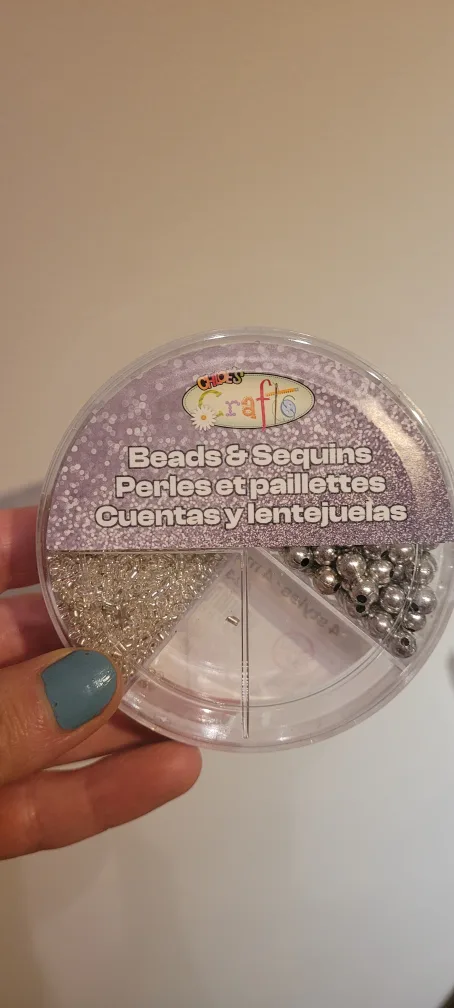 CHLOE'S
Crafts
Beads & Sequins
Perles et paillettes
Cuentas y lentejuelas